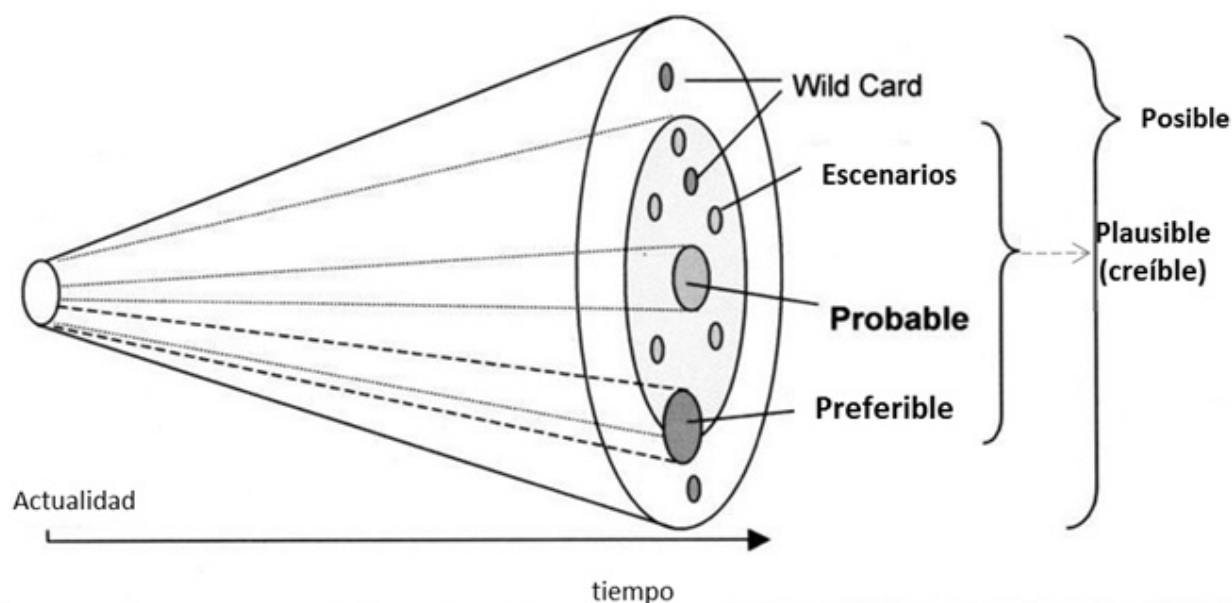 Wild Card
Posible
Escenarios
Plausible
(creíble)
Probable
Preferible
Actualidad
tiempo